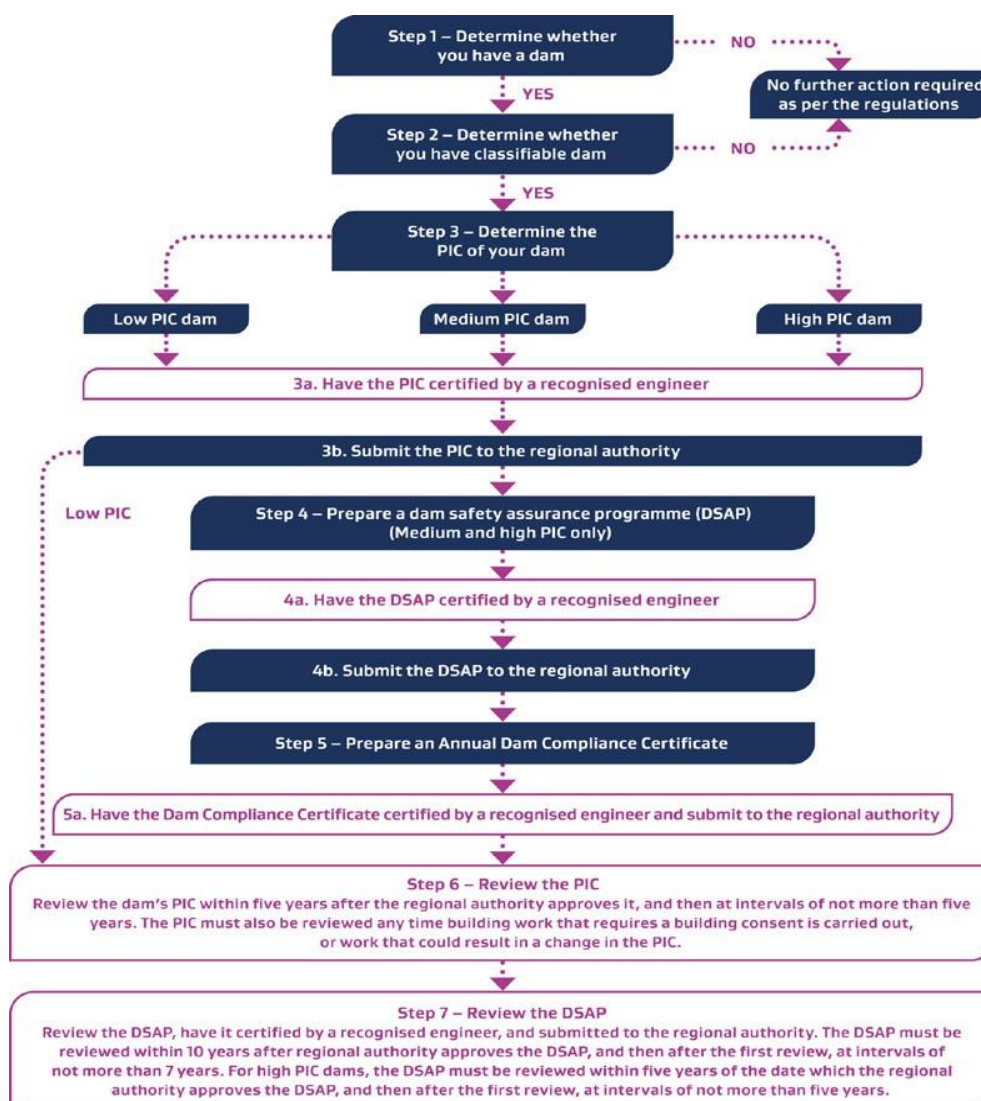 Step 1 – Determine whether
you have a dam
NO
No further action required
as per the regulations
YES
Step 2 – Determine whether
you have classifiable dam
NO
YES
Step 3 – Determine the
PIC of your dam
Low PIC dam
Medium PIC dam
High PIC dam
3a. Have the PIC certified by a recognised engineer
3b. Submit the PIC to the regional authority
Low PIC
Step 4 – Prepare a dam safety assurance programme (DSAP)
(Medium and high PIC only)
4a. Have the DSAP certified by a recognised engineer
4b. Submit the DSAP to the regional authority
Step 5 – Prepare an Annual Dam Compliance Certificate
5a. Have the Dam Compliance Certificate certified by a recognised engineer and submit to the regional authority
Step 6 – Review the PIC
Review the dam's PIC within five years after the regional authority approves it, and then at intervals of not more than five
years. The PIC must also be reviewed any time building work that requires a building consent is carried out,
or work that could result in a change in the PIC.
Step 7 – Review the DSAP
Review the DSAP, have it certified by a recognised engineer, and submitted to the regional authority. The DSAP must be
reviewed within 10 years after regional authority approves the DSAP, and then after the first review, at intervals of
not more than 7 years. For high PIC dams, the DSAP must be reviewed within five years of the date which the regional
authority approves the DSAP, and then after the first review, at intervals of not more than five years.